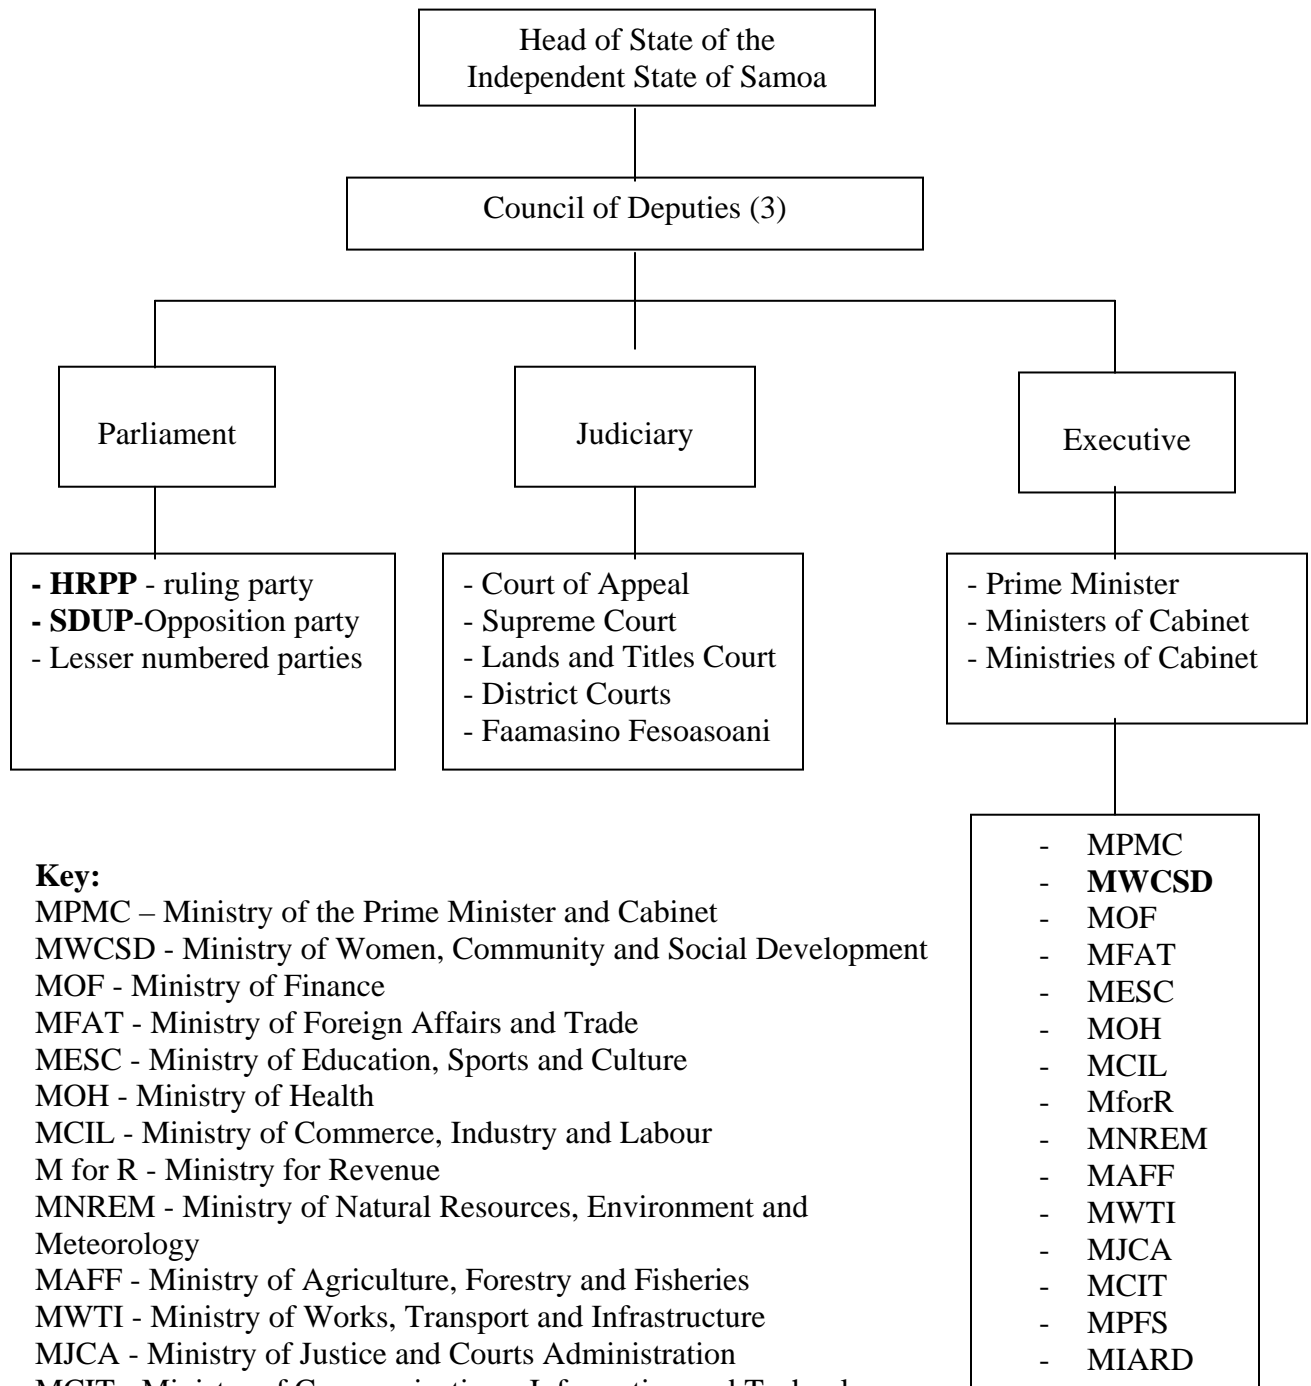 Head of State of the
Independent State of Samoa
Council of Deputies (3)
Parliament
Judiciary
Executive
- HRPP - ruling party
- SDUP-Opposition party
- Lesser numbered parties
- Court of Appeal
- Supreme Court
- Lands and Titles Court
- District Courts
- Faamasino Fesoasoani
- Prime Minister
- Ministers of Cabinet
- Ministries of Cabinet
- MPMC
- MWCSD
- MOF
- MFAT
- MESC
- MOH
- MCIL
- MforR
- MNREM
- MAFF
- MWTI
- MJCA
- MCIT
- MPFS
- MIARD
Key:
MPMC – Ministry of the Prime Minister and Cabinet
MWCSD - Ministry of Women, Community and Social Development
MOF - Ministry of Finance
MFAT - Ministry of Foreign Affairs and Trade
MESC - Ministry of Education, Sports and Culture
MOH - Ministry of Health
MCIL - Ministry of Commerce, Industry and Labour
M for R - Ministry for Revenue
MNREM - Ministry of Natural Resources, Environment and
Meteorology
MAFF - Ministry of Agriculture, Forestry and Fisheries
MWTI - Ministry of Works, Transport and Infrastructure
MJCA - Ministry of Justice and Courts Administration